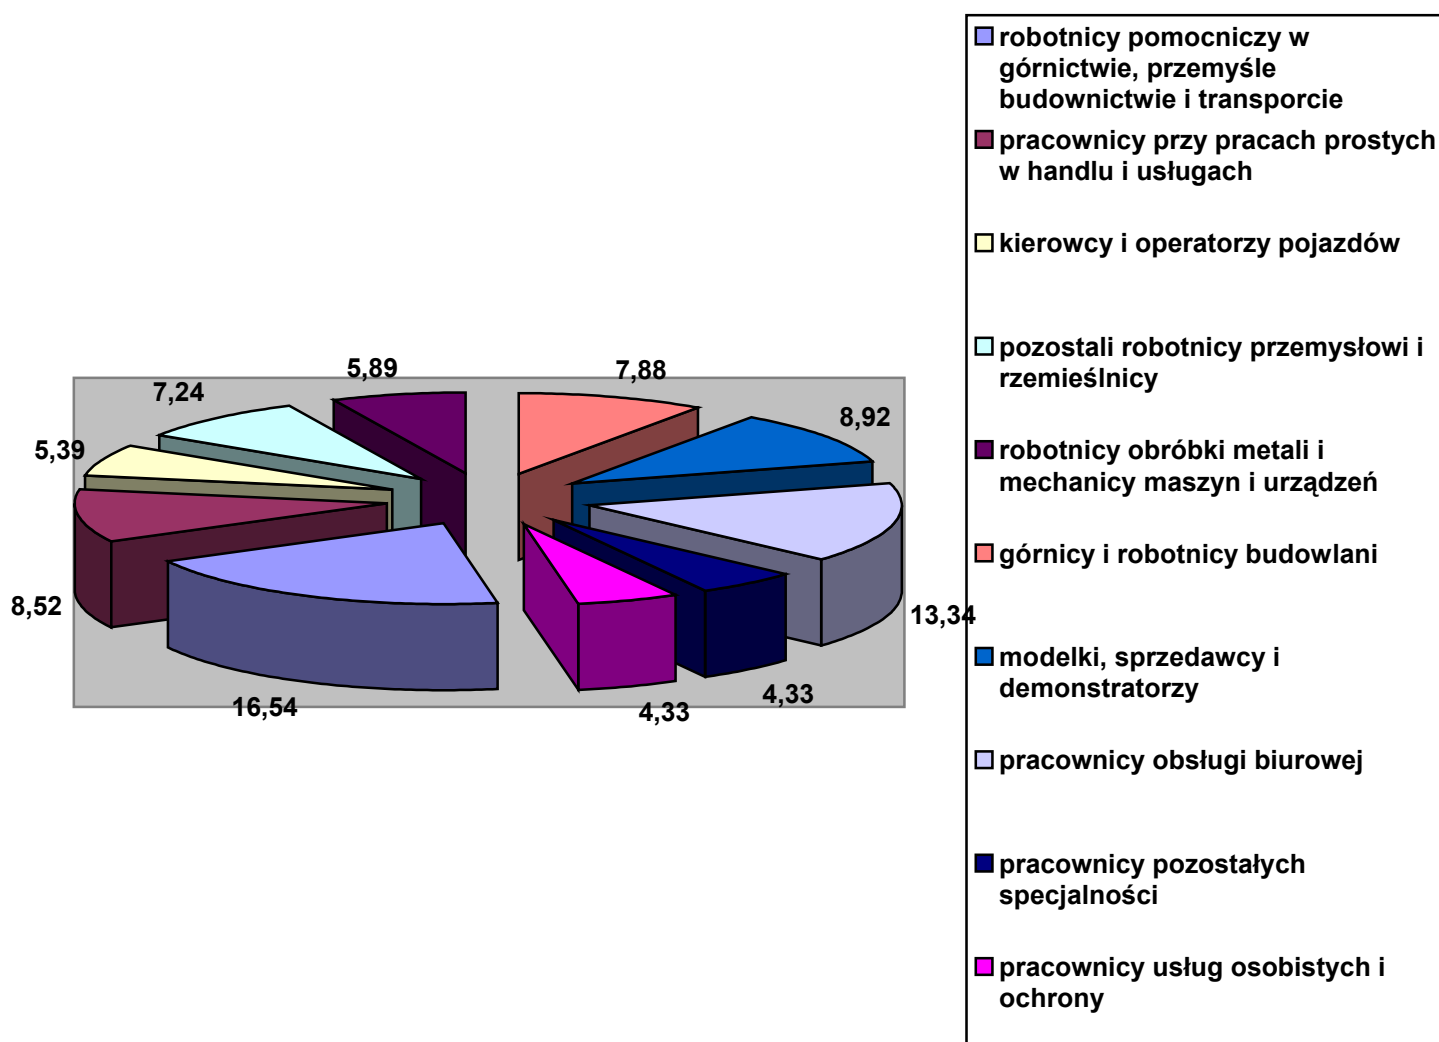 robotnicy pomocniczy w
górnictwie, przemyśle
budownictwie i transporcie
pracownicy przy pracach prostych
w handlu i usługach
kierowcy i operatorzy pojazdów
pozostali robotnicy przemysłowi i
rzemieślnicy
robotnicy obróbki metali i
mechanicy maszyn i urządzeń
górnicy i robotnicy budowlani
modelki, sprzedawcy i
demonstratorzy
pracownicy obsługi biurowej
pracownicy pozostałych
specjalności
pracownicy usług osobistych i
ochrony
5,89
7,88
7,24
8,92
5,39
8,52
13,34
16,54
4,33
4,33